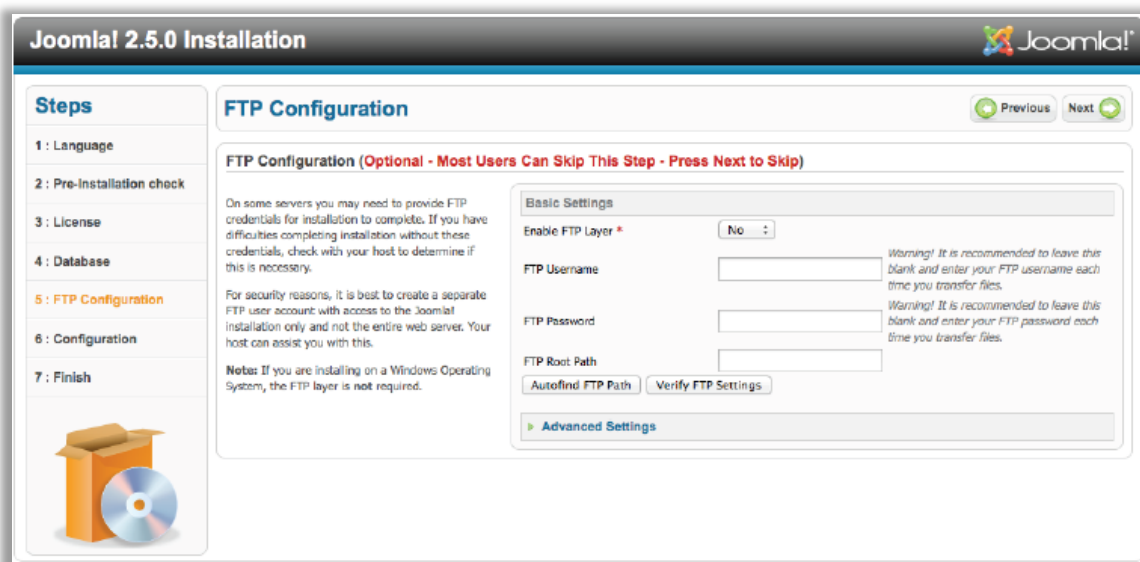 Joomla! 2.5.0 Installation
Joomla!
Steps
1 : Language
2 : Pre-Installation check
3 : License
4 : Database
5 : FTP Configuration
6 : Configuration
7 : Finish
FTP Configuration
Previous
Next
FTP Configuration (Optional - Most Users Can Skip This Step - Press Next to Skip)
On some servers you may need to provide FTP
credentials for installation to complete. If you have
difficulties completing installation without these
credentials, check with your host to determine if
this is necessary.
For security reasons, it is best to create a separate
FTP user account with access to the Joomla!
installation only and not the entire web server. Your
host can assist you with this.
Note: If you are installing on a Windows Operating
System, the FTP layer is not required.
Basic Settings
Enable FTP Layer *
No
FTP Username
Warning! It is recommended to leave this
blank and enter your FTP username each
time you transfer files.
FTP Password
Warning! It is recommended to leave this
blank and enter your FTP password each
time you transfer files.
FTP Root Path
Autofind FTP Path
Verify FTP Settings
Advanced Settings